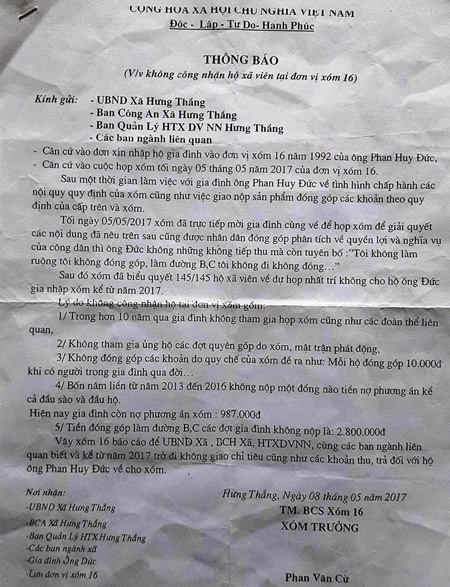 CỘNG HÒA XÃ HỘI CHỦ NGHĨA VIỆT NAM
Độc - Lập - Tư Do- Hạnh Phúc
THÔNG BÁO
(V/v không công nhận hộ xã viên tại đơn vị xóm 16)
Kính gửi: - UBND Xã Hưng Thắng
- Ban Công An Xã Hưng Thắng
- Ban Quản Lý HTX DV NN Hưng Thắng
- Các ban ngành liên quan
- Căn cứ vào đơn xin nhập hộ gia đình vào đơn vị xóm 16 năm 1992 của ông Phan Huy Đức,
- Căn cứ vào cuộc họp xóm tối ngày 05 tháng 05 năm 2017 của đơn vị xóm 16.
Sau một thời gian làm việc với gia đình ông Phan Huy Đức về tình hình chấp hành các
nội quy quy định của xóm cũng như việc giao nộp sản phẩm đóng góp các khoản theo quy
định của cấp trên và xóm.
Tối ngày 05/05/2017 xóm đã trực tiếp mời gia đình cùng về để họp xóm để giải quyết
các nội dung đã nêu trên sau cũng được nhân dân đóng góp phân tích về quyền lợi và nghĩa vụ
của công dân thì ông Đức không những không tiếp thu mà còn tuyên bố :"Tôi không làm
ruộng tôi không đóng góp, làm đường B,C tôi không đi không đóng…"
Sau đó xóm đã biểu quyết 145/145 hộ xã viên về dự họp nhất trí không cho hộ ông Đức
gia nhập xóm kể từ năm 2017.
Lý do không công nhận hộ tại đơn vị xóm gồm:
1/ Trong hơn 10 năm qua gia đình không tham gia họp xóm cũng như các đoàn thể liên
quan,
2/ Không tham gia ủng hộ các đợt quyên góp do xóm, mặt trận phát động,
3/ Không đóng góp các khoản do quy chế của xóm đề ra như: Mỗi hộ đóng góp 10.000đ
khi có người trong gia đình qua đời…
4/ Bốn năm liền từ năm 2013 đến 2016 không nộp một đồng nào tiền nợ phương án kể
cả đầu sào và đầu hộ.
Hiện nay gia đình còn nợ phương án xóm : 987.000đ
5/ Tiền đóng góp làm đường B,C các đợt gia đình không nộp là: 2.800.000đ
Vậy xóm 16 báo cáo để UBND Xã , BCH Xã, HTXDVNN, cùng các ban ngành liên
quan biết và kể từ năm 2017 trở đi không giao chỉ tiêu cũng như các khoản thu, trả đối với hộ
ông Phan Huy Đức về cho xóm.
Nơi nhận:
-UBND Xã Hưng Thắng
-BCA Xã Hưng Thắng
-Ban Quản Lý HTX Hưng Thắng
-Các ban ngành xã
-Gia đình Ông Đức
-Lưu đơn vị xóm 16
Hưng Thắng, Ngày 08 tháng 05 năm 2017
TM. BCS Xóm 16
XÓM TRƯỞNG
Phan Văn Cừ